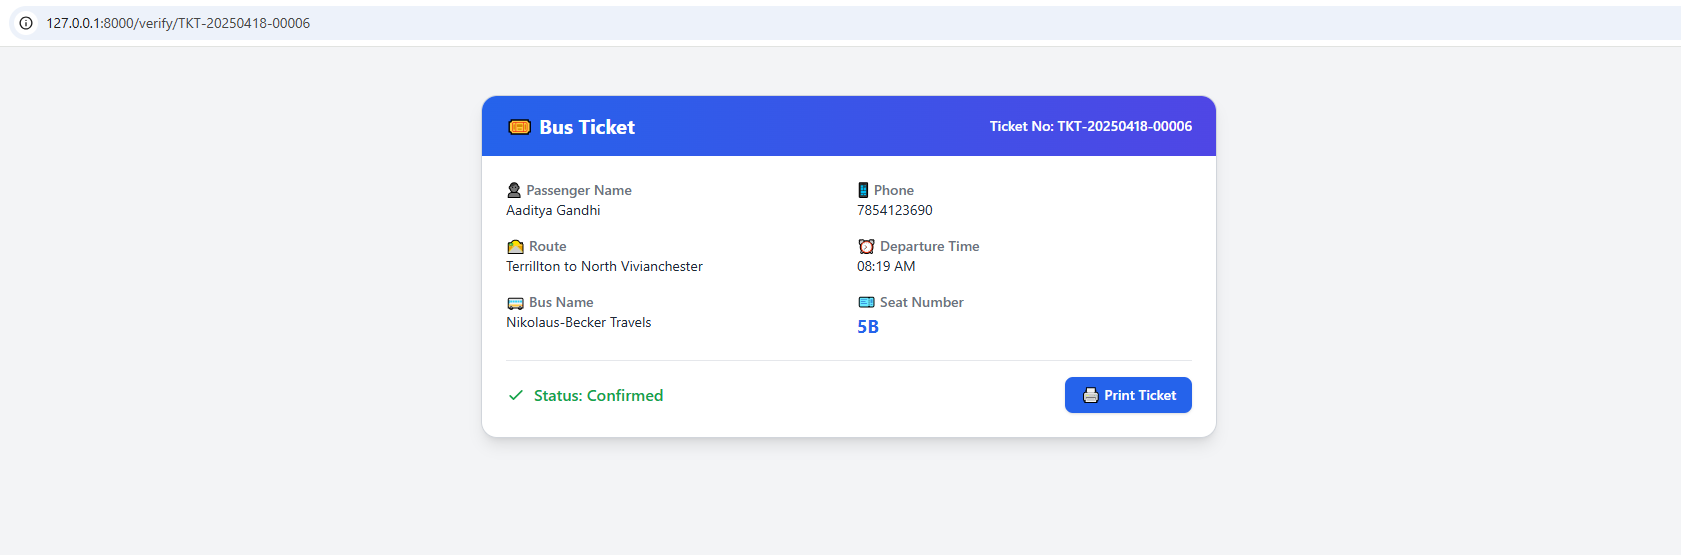 127.0.0.1:8000/verify/TKT-20250418-00006
Bus Ticket
Ticket No: TKT-20250418-00006
Passenger Name
Aaditya Gandhi
Phone
7854123690
Route
Terrillton to North Vivianchester
Departure Time
08:19 AM
Bus Name
Nikolaus-Becker Travels
Seat Number
5B
Status: Confirmed
Print Ticket